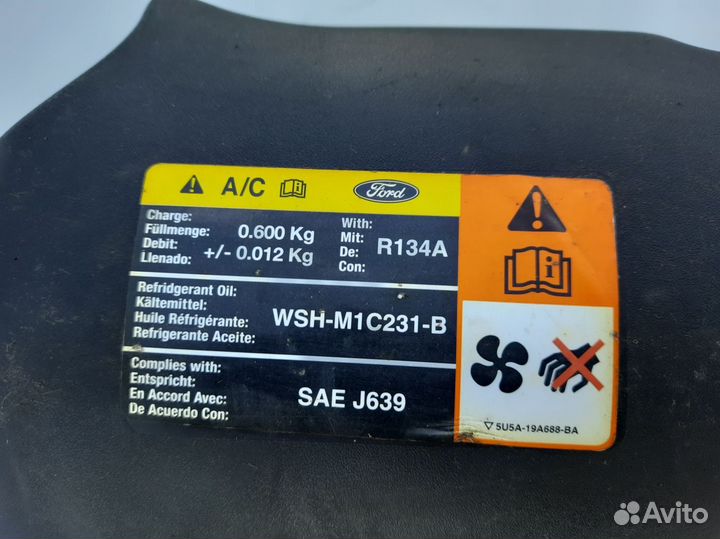 A/C
Ford
Charge:
Füllmenge:
Debit:
Llenado:
0.600 Kg
+/- 0.012 Kg
With:
Mit:
De:
Con:
R134A
Refridgerant Oil:
Kältemittel:
Huile Réfrigérante:
Refrigerante Aceite:
WSH-M1C231-B
Complies with:
Entspricht:
En Accord Avec:
De Acuerdo Con:
SAE J639
5U5A-19A688-BA
Avito